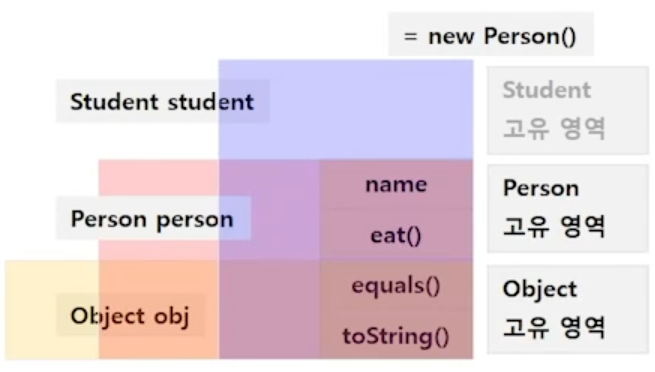 = new Person()
Student student
Student
고유 영역
Person person
name
eat()
Person
고유 영역
Object obj
equals()
toString()
Object
고유 영역